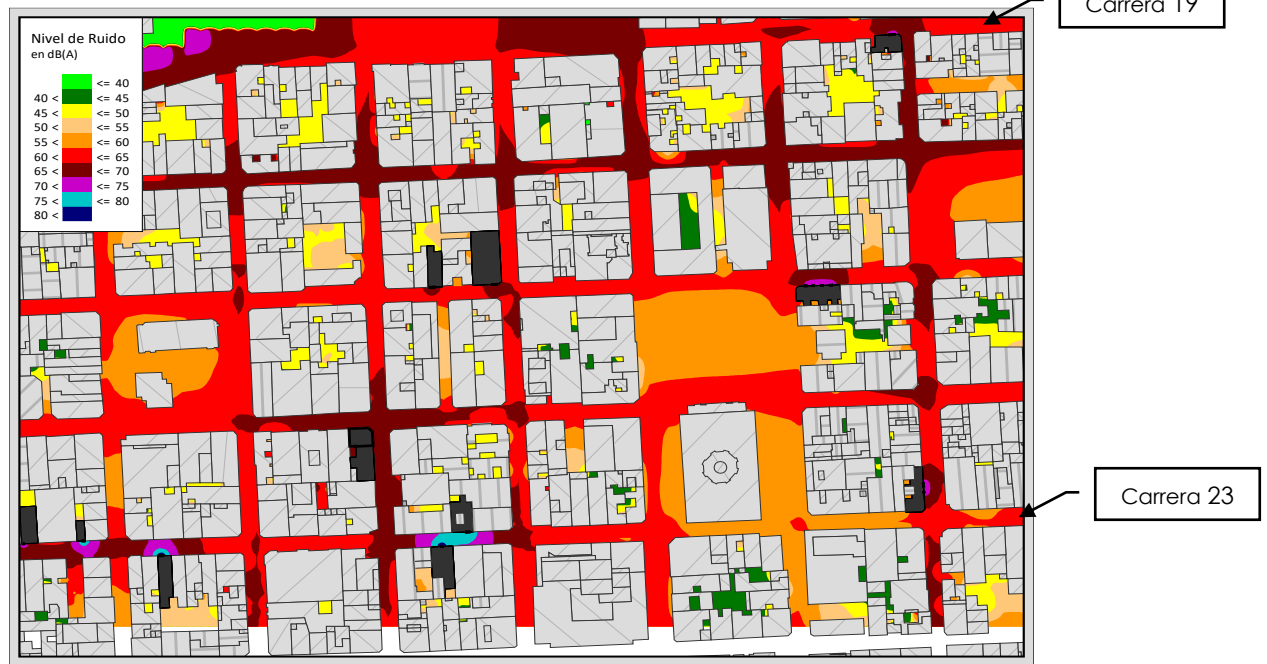 Carrera 19
Nivel de Ruido
en dB(A)
<= 40
40 < <= 45
45 < <= 50
50 < <= 55
55 < <= 60
60 < <= 65
65 < <= 70
70 < <= 75
75 < <= 80
80 <
Carrera 23